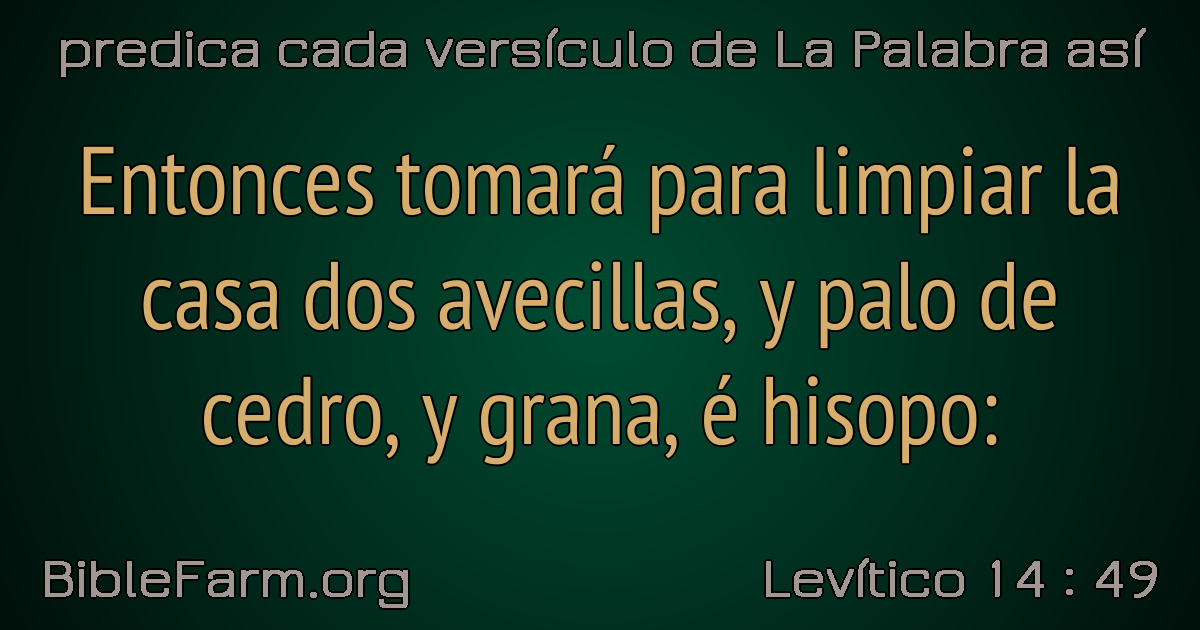 predica cada versículo de La Palabra así
Entonces tomará para limpiar la
casa dos avecillas, y palo de
cedro, y grana, é hisopo:
BibleFarm.org
Levítico 14 : 49